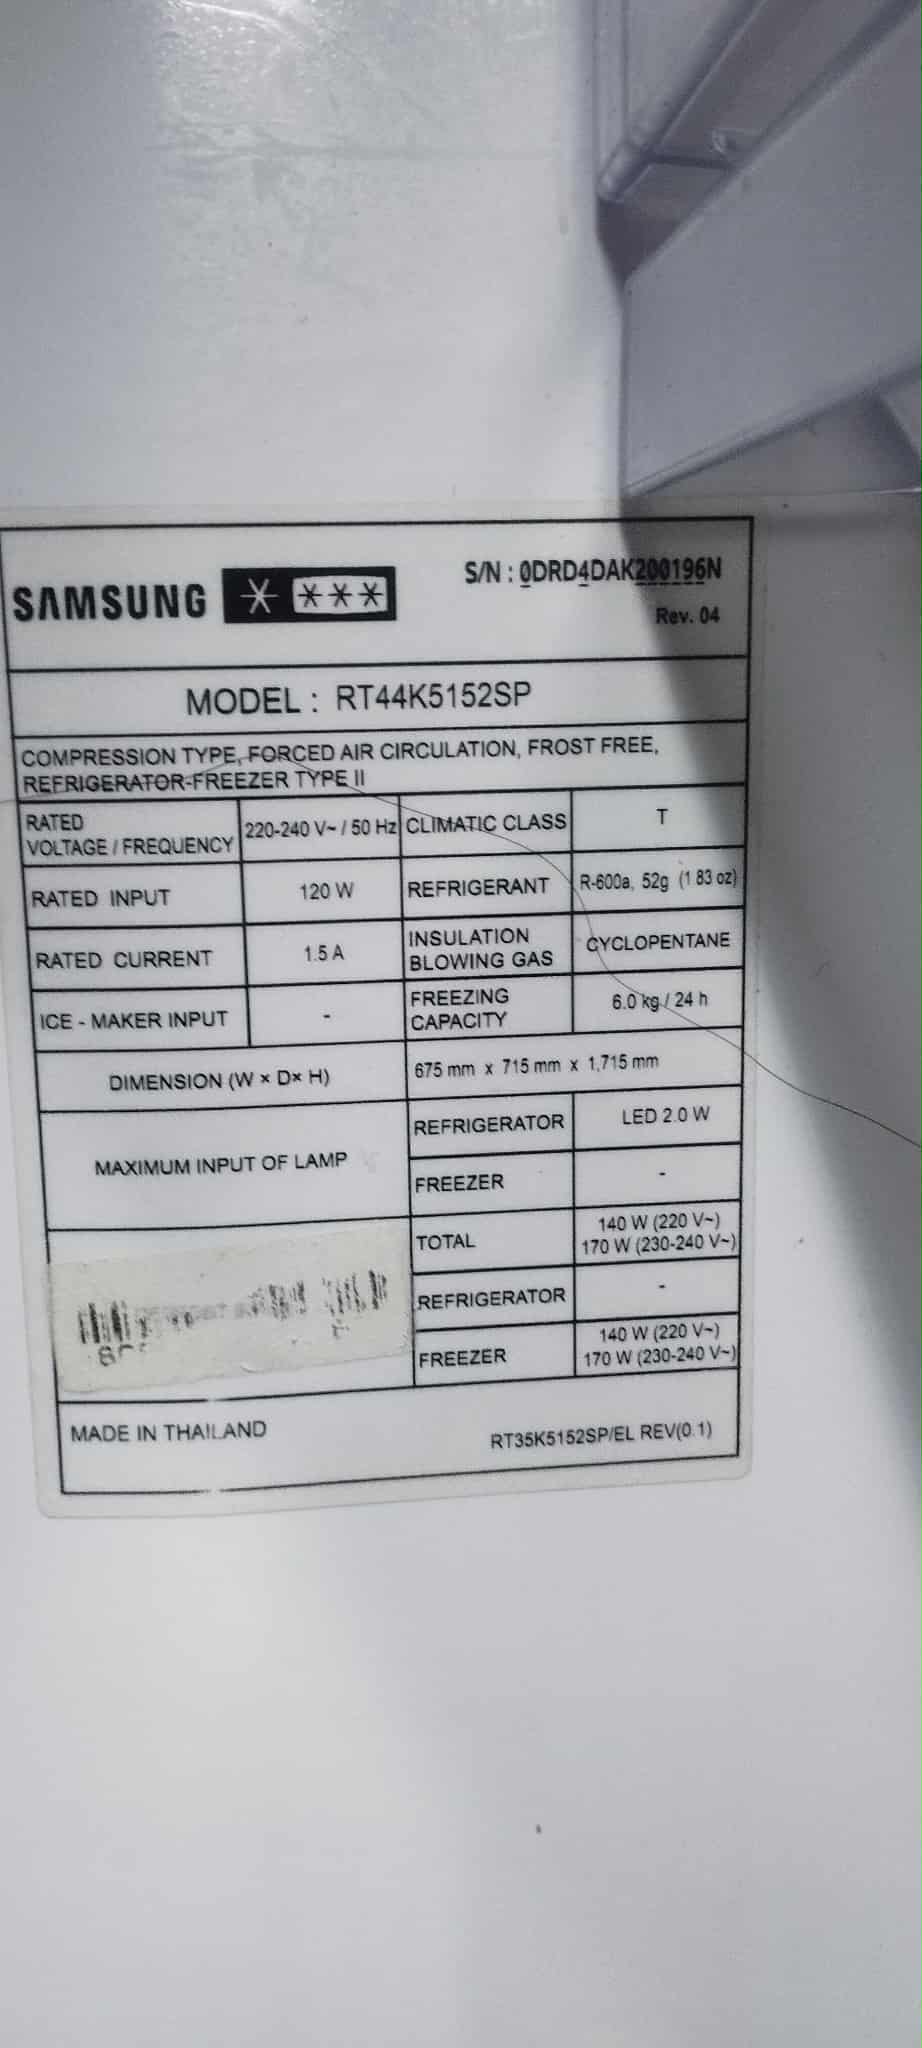 SAMSUNG
S/N : 0DRD4DAK200196N
Rev. 04
MODEL : RT44K5152SP
COMPRESSION TYPE, FORCED AIR CIRCULATION, FROST FREE,
REFRIGERATOR-FREEZER TYPE II
RATED
VOLTAGE / FREQUENCY
220-240 V~ / 50 Hz
CLIMATIC CLASS
T
RATED INPUT
120 W
REFRIGERANT
R-600a, 52g (1 83 oz)
RATED CURRENT
1.5 A
INSULATION
BLOWING GAS
CYCLOPENTANE
ICE - MAKER INPUT
-
FREEZING
CAPACITY
6.0 kg / 24 h
DIMENSION (W × D× H)
675 mm x 715 mm x 1,715 mm
MAXIMUM INPUT OF LAMP
REFRIGERATOR
LED 2.0 W
FREEZER
-
TOTAL
140 W (220 V~)
170 W (230-240 V~)
REFRIGERATOR
-
FREEZER
140 W (220 V~)
170 W (230-240 V~)
MADE IN THAILAND
RT35K5152SP/EL REV(0.1)